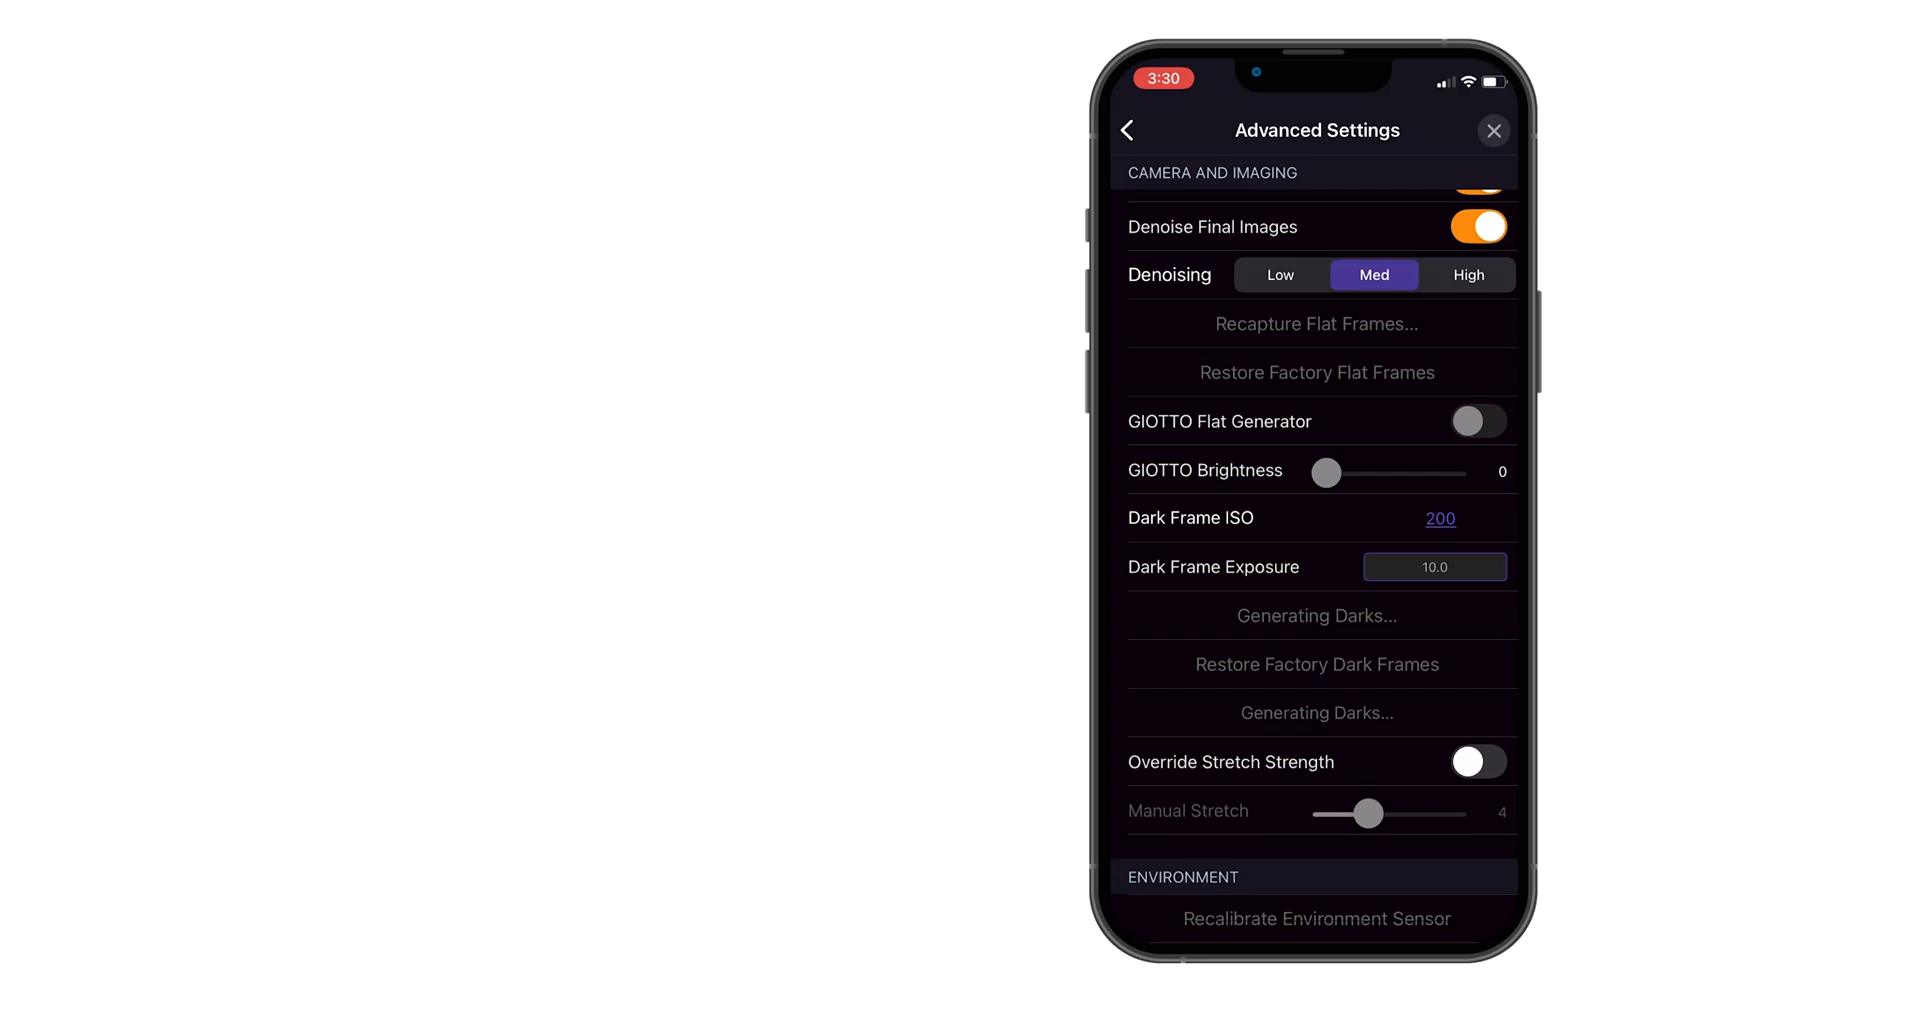 3:30
Advanced Settings
CAMERA AND IMAGING
Denoise Final Images
Denoising Low Med High
Recapture Flat Frames...
Restore Factory Flat Frames
GIOTTO Flat Generator
GIOTTO Brightness 0
Dark Frame ISO 200
Dark Frame Exposure 10.0
Generating Darks...
Restore Factory Dark Frames
Generating Darks...
Override Stretch Strength
Manual Stretch 4
ENVIRONMENT
Recalibrate Environment Sensor